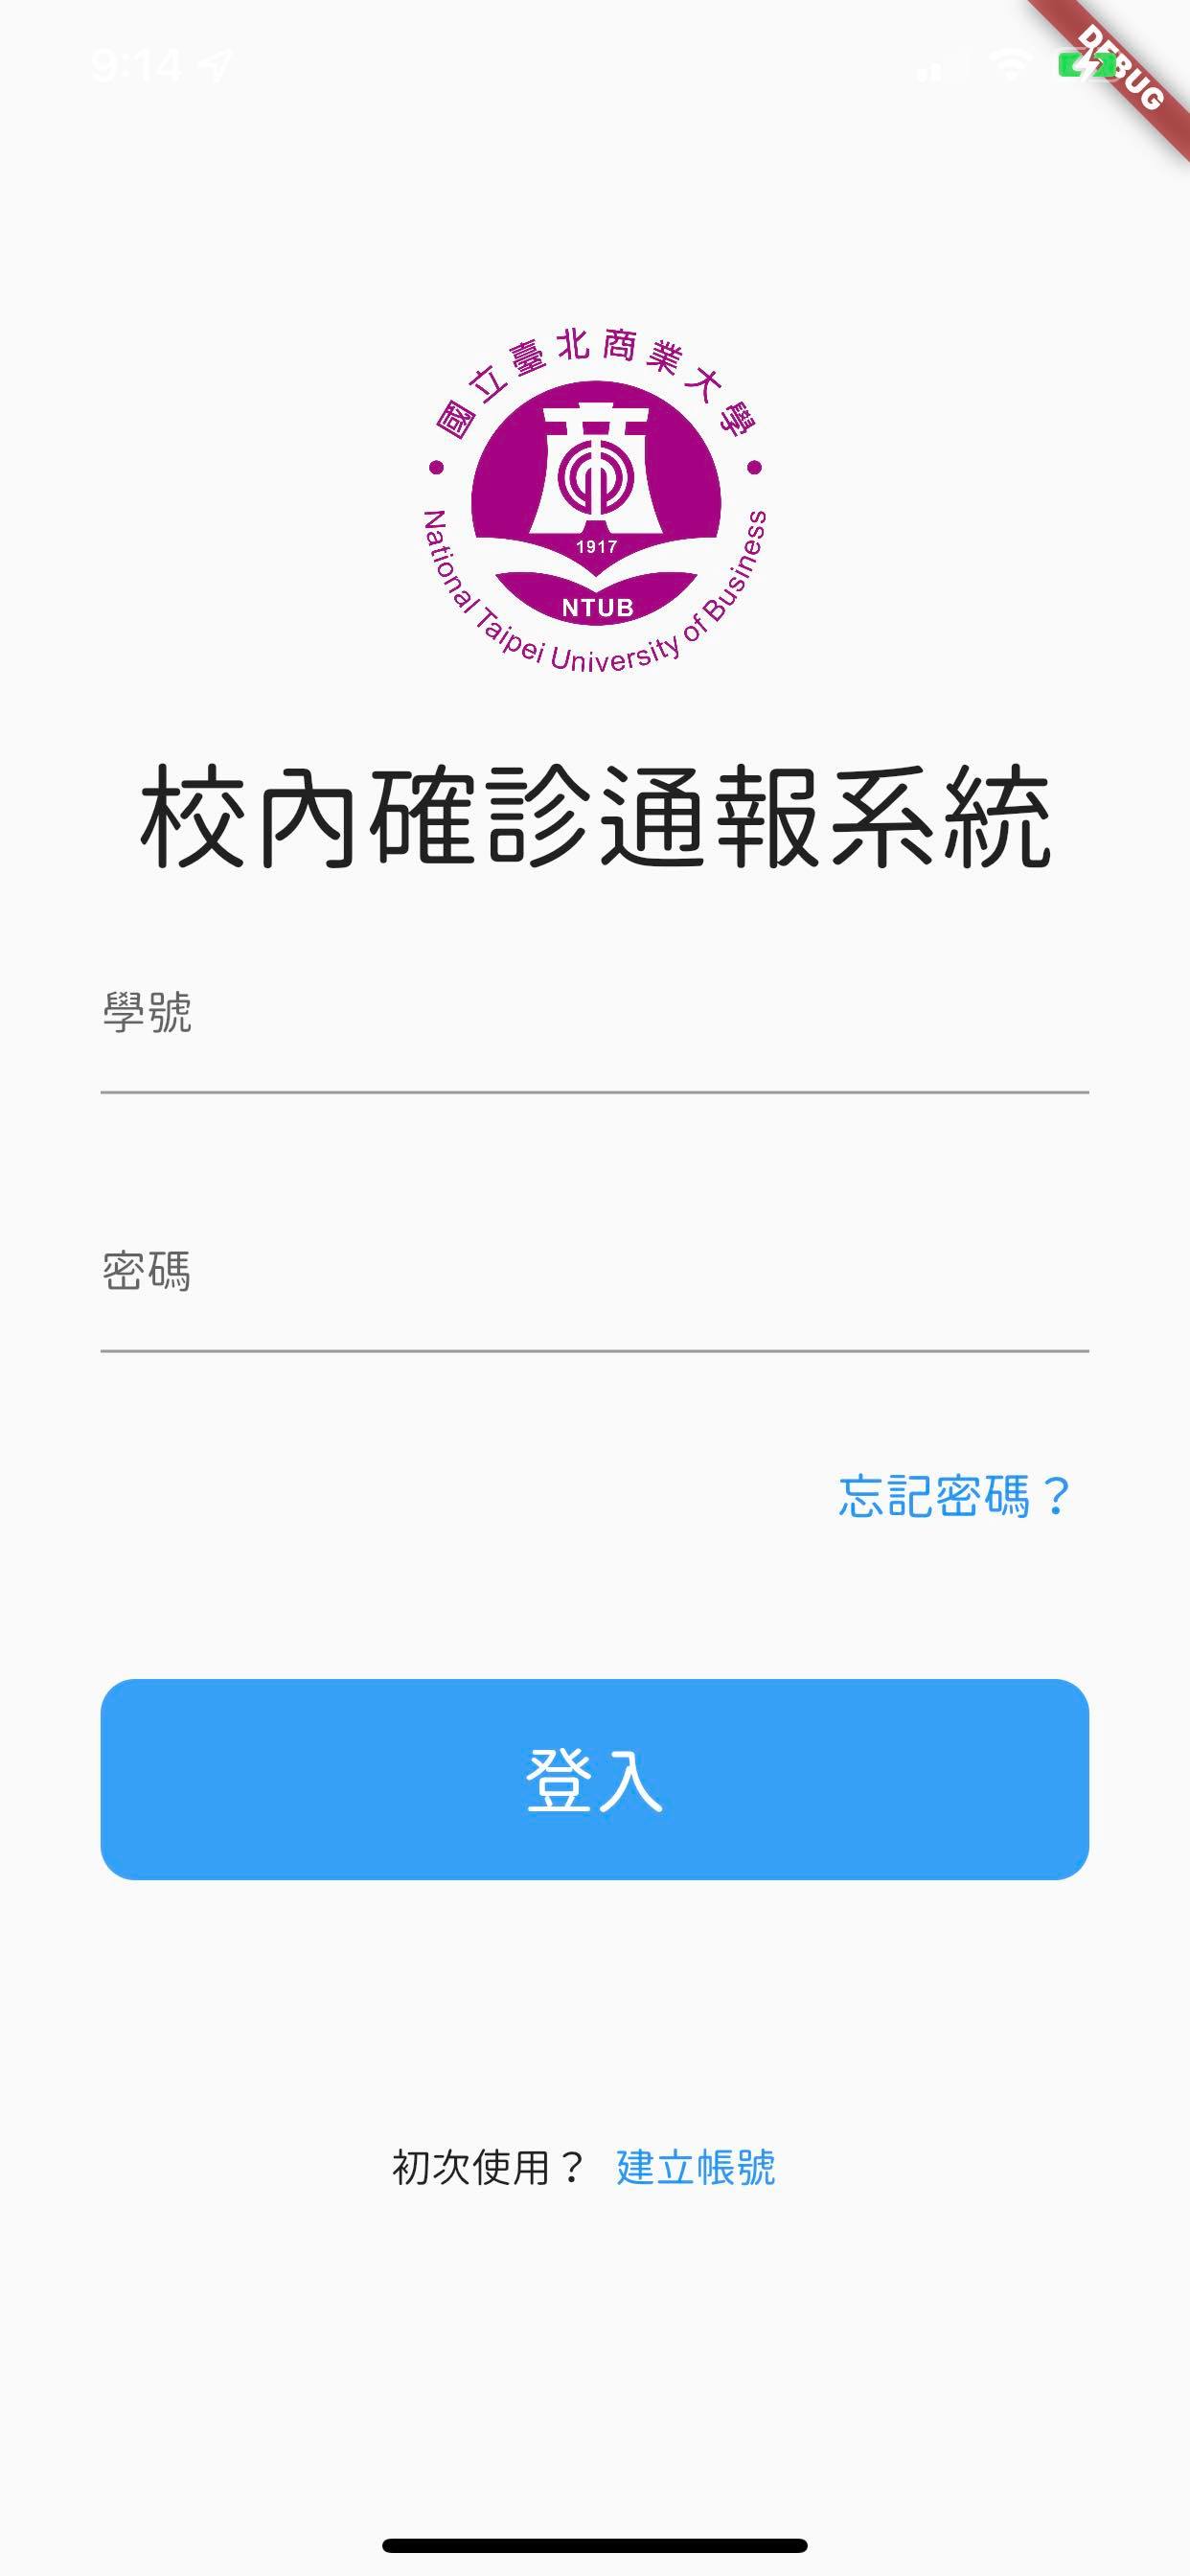 9:14
DEBUG
國立臺北商業大學
1917
NTUB
National Taipei University of Business
校內確診通報系統
學號
密碼
忘記密碼？
登入
初次使用？ 建立帳號